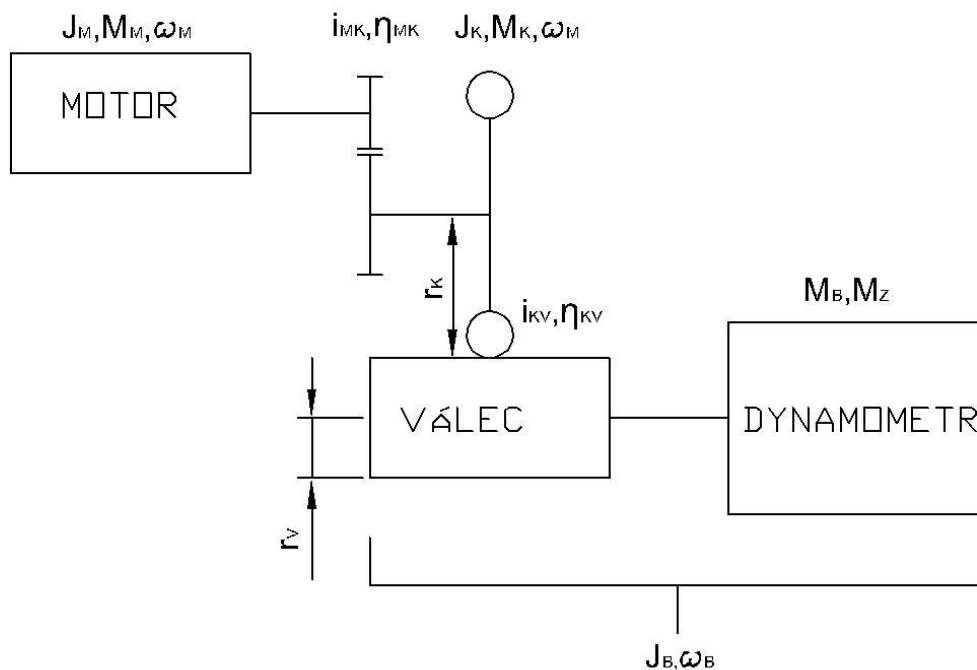 JM,MM,ωM
iMK,ηMK
JK,MK,ωM
MOTOR
rK
iKV,ηKV
MB,MZ
VáLEC
DYNAMOMETR
rV
JB,ωB